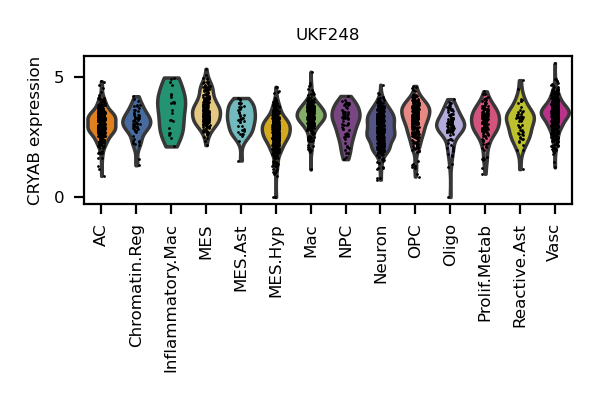 UKF248
CRYAB expression
5
0
AC
Chromatin.Reg
Inflammatory.Mac
MES
MES.Ast
MES.Hyp
Mac
NPC
Neuron
OPC
Oligo
Prolif.Metab
Reactive.Ast
Vasc